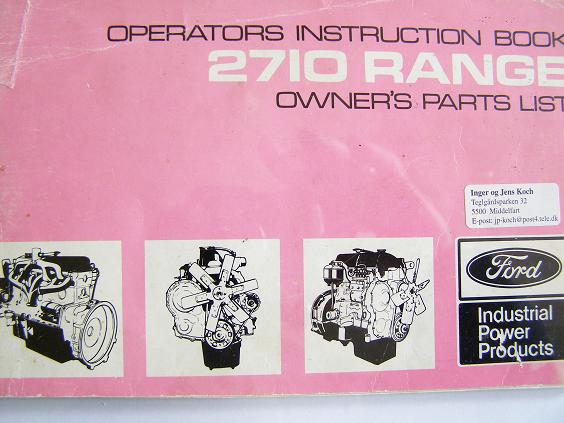 OPERATORS INSTRUCTION BOOK
2710 RANGE
OWNER'S PARTS LIST
Inger og Jens Koch
Teglgårdsparken 32
5500 Middelfart
E-post: jp-koch@post4.tele.dk
Ford
Industrial
Power
Products